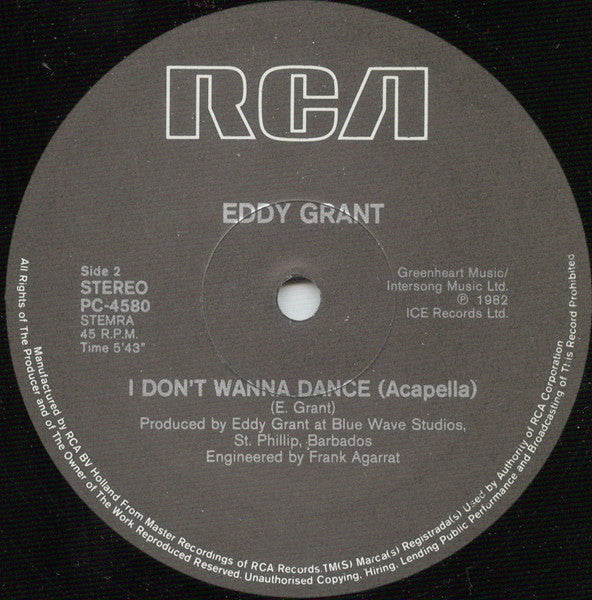 RCA
EDDY GRANT
Side 2
STEREO
PC-4580
STEMRA
45 R.P.M.
Time 5'43"
Greenheart Music/
Intersong Music Ltd.
℗ 1982
ICE Records Ltd.
I DON'T WANNA DANCE (Acapella)
(E. Grant)
Produced by Eddy Grant at Blue Wave Studios,
St. Phillip, Barbados
Engineered by Frank Agarrat
Manufactured by RCA BV Holland From Master Recordings of RCA Records.TM(S) Marca(s) Registrada(s) Used by Authority of RCA Corporation
All Rights of The Producer and of The Owner of The Work Reproduced Reserved. Unauthorised Copying, Hiring, Lending Public Performance and Broadcasting of This Record Prohibited